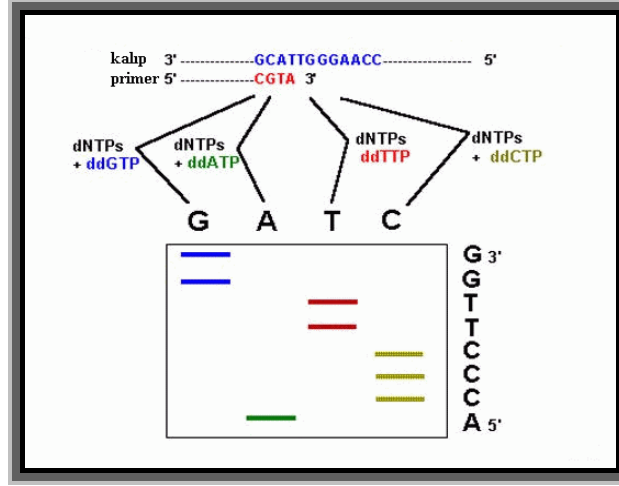 kalıp 3' -------------GCATTGGGAACC---------------- 5'
primer 5' -------------CGTA 3'
dNTPs
+ ddGTP
dNTPs
+ ddATP
dNTPs
ddTTP
dNTPs
+ ddCTP
G A T C
G 3'
G
T
T
C
C
C
A 5'